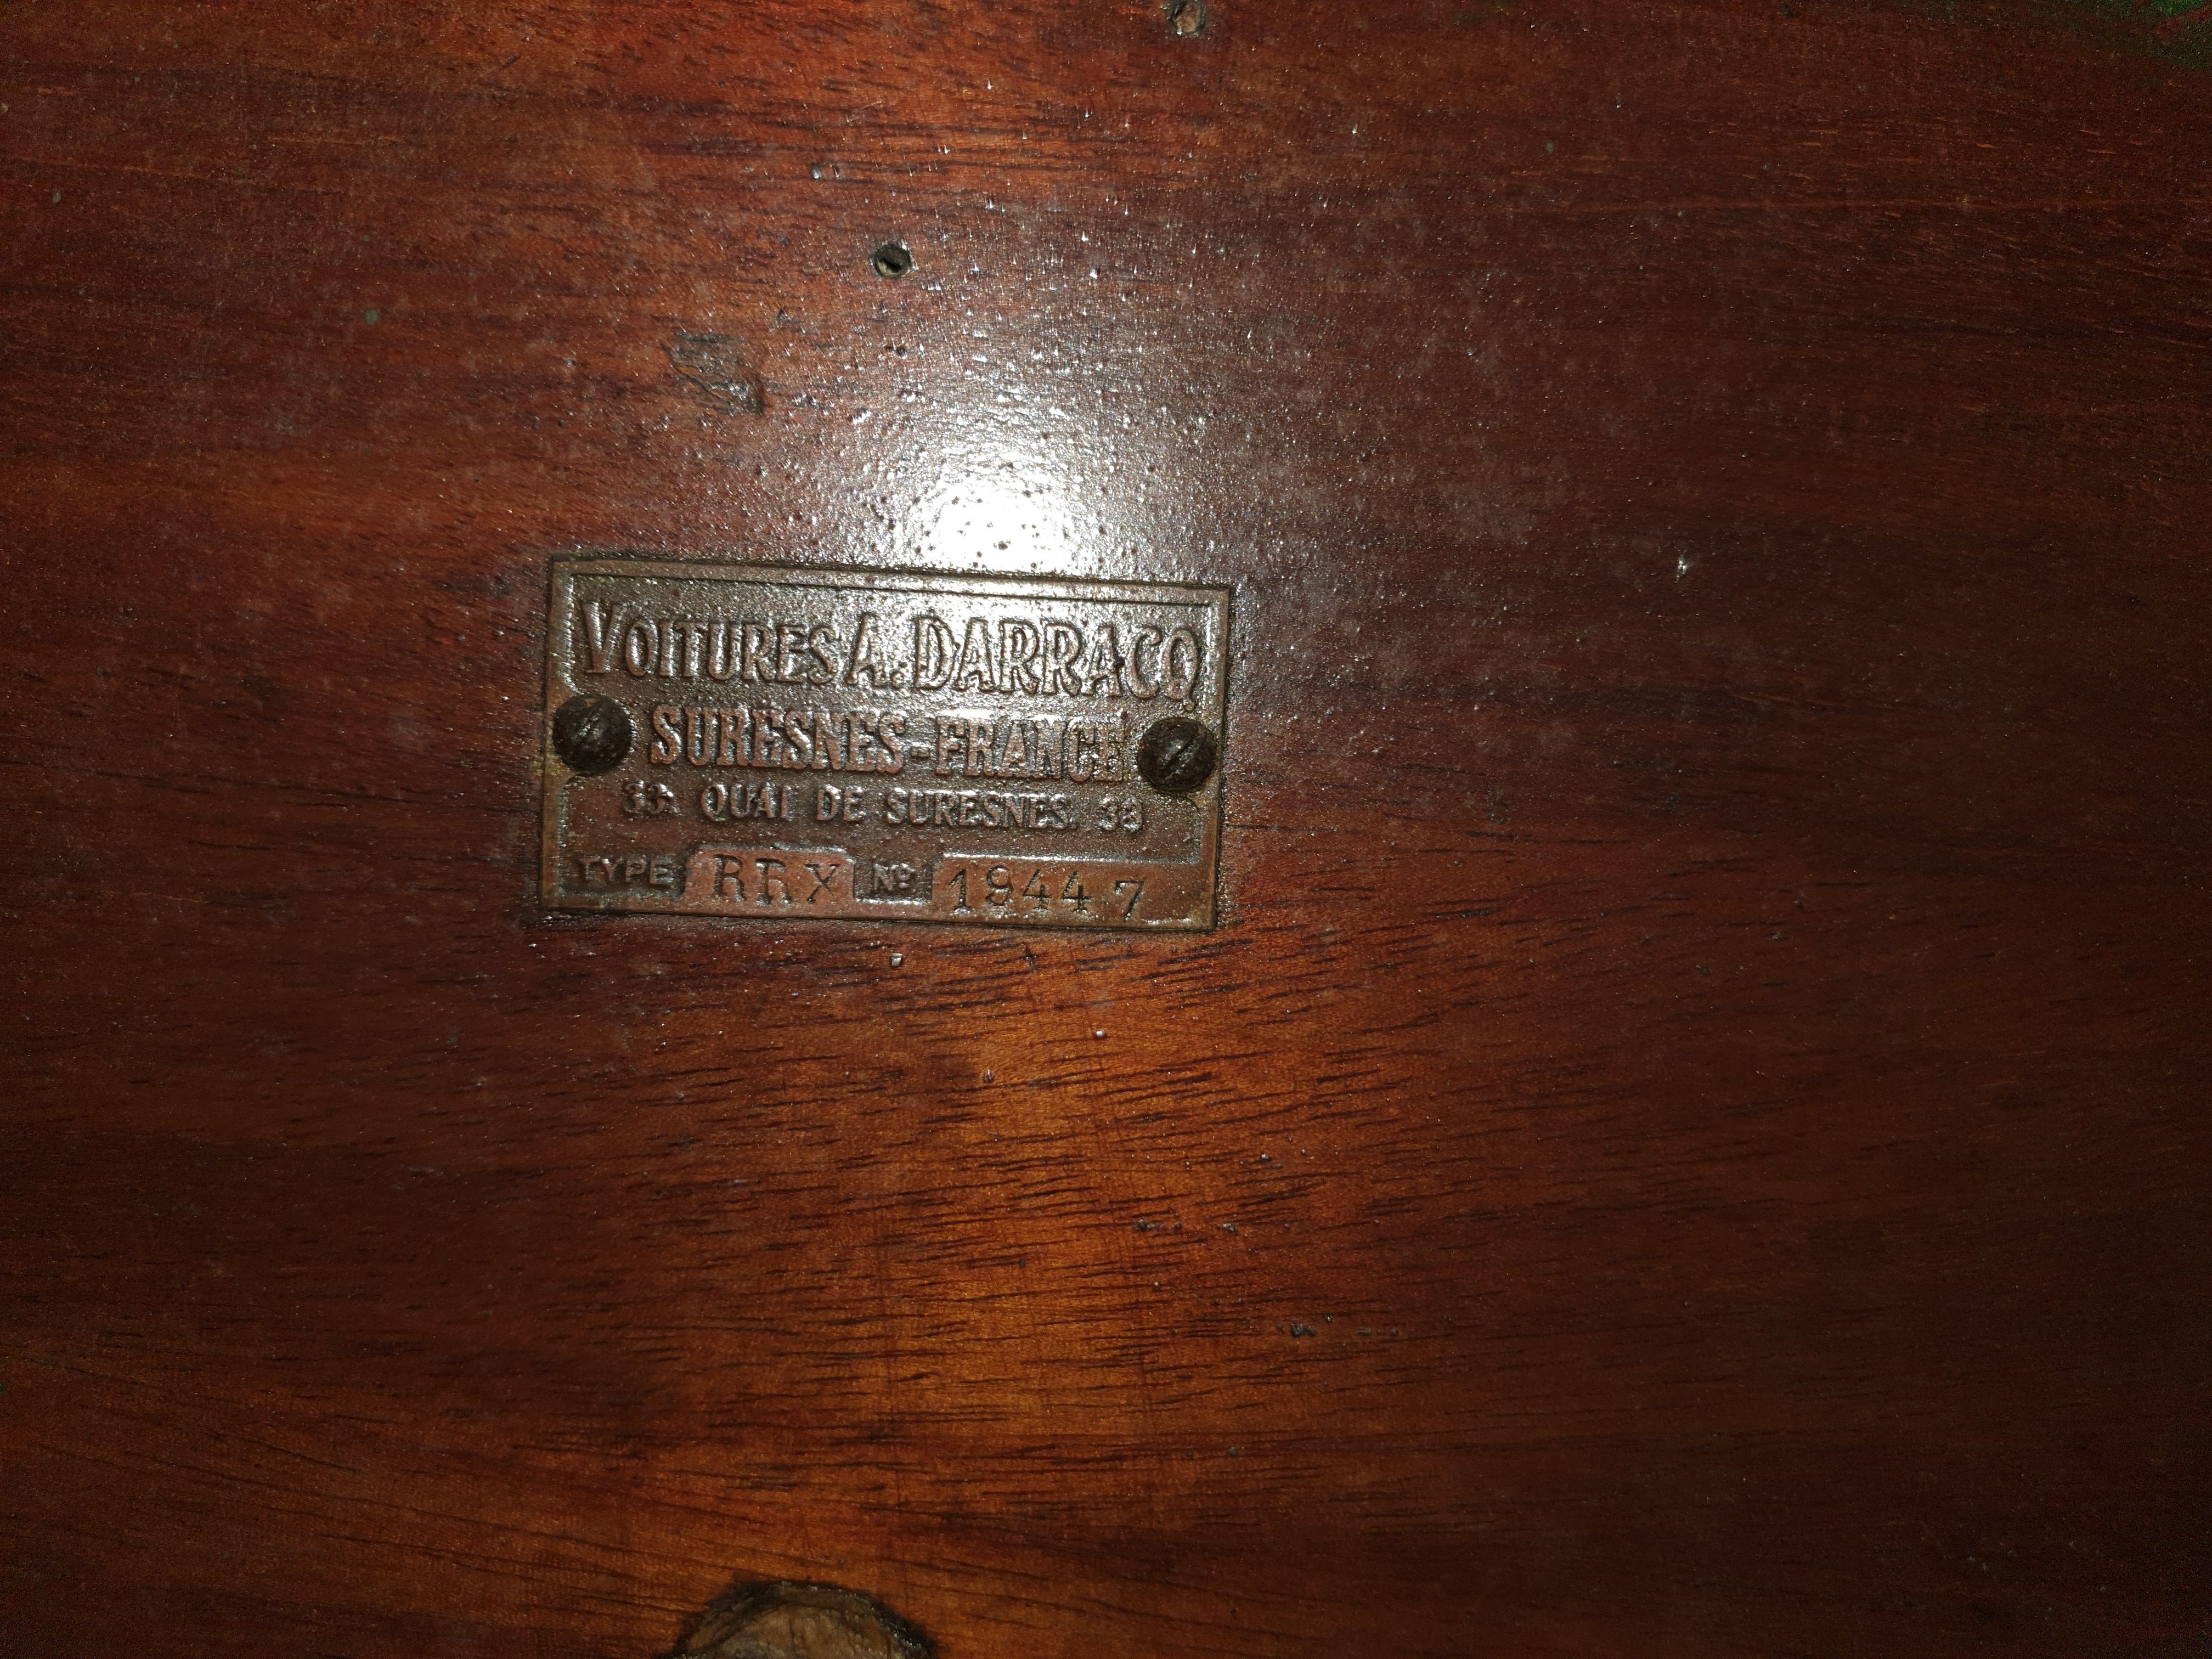 VOITURES A. DARRACQ
SURESNES-FRANCE
33. QUAI DE SURESNES. 33
TYPE RRX No 19447